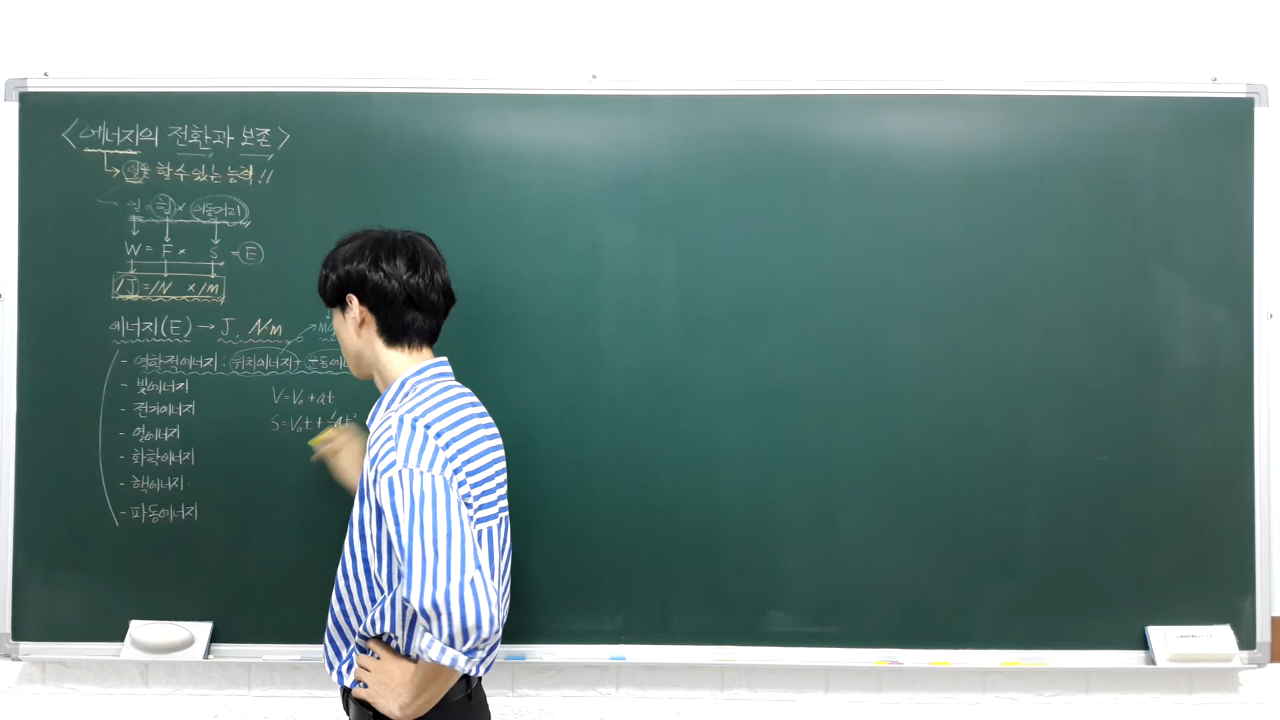 <에너지의 전환과 보존>
→ 일을 할 수 있는 능력!!
일 = 힘 × 이동거리
W = F × S = E
1J = 1N × 1m
에너지(E) → J, N·m
- 역학적에너지 : 위치에너지 + 운동에너
- 빛에너지
- 전기에너지
- 열에너지
- 화학에너지
- 핵에너지
- 파동에너지
V = V₀ + at
S = V₀t + ½at²